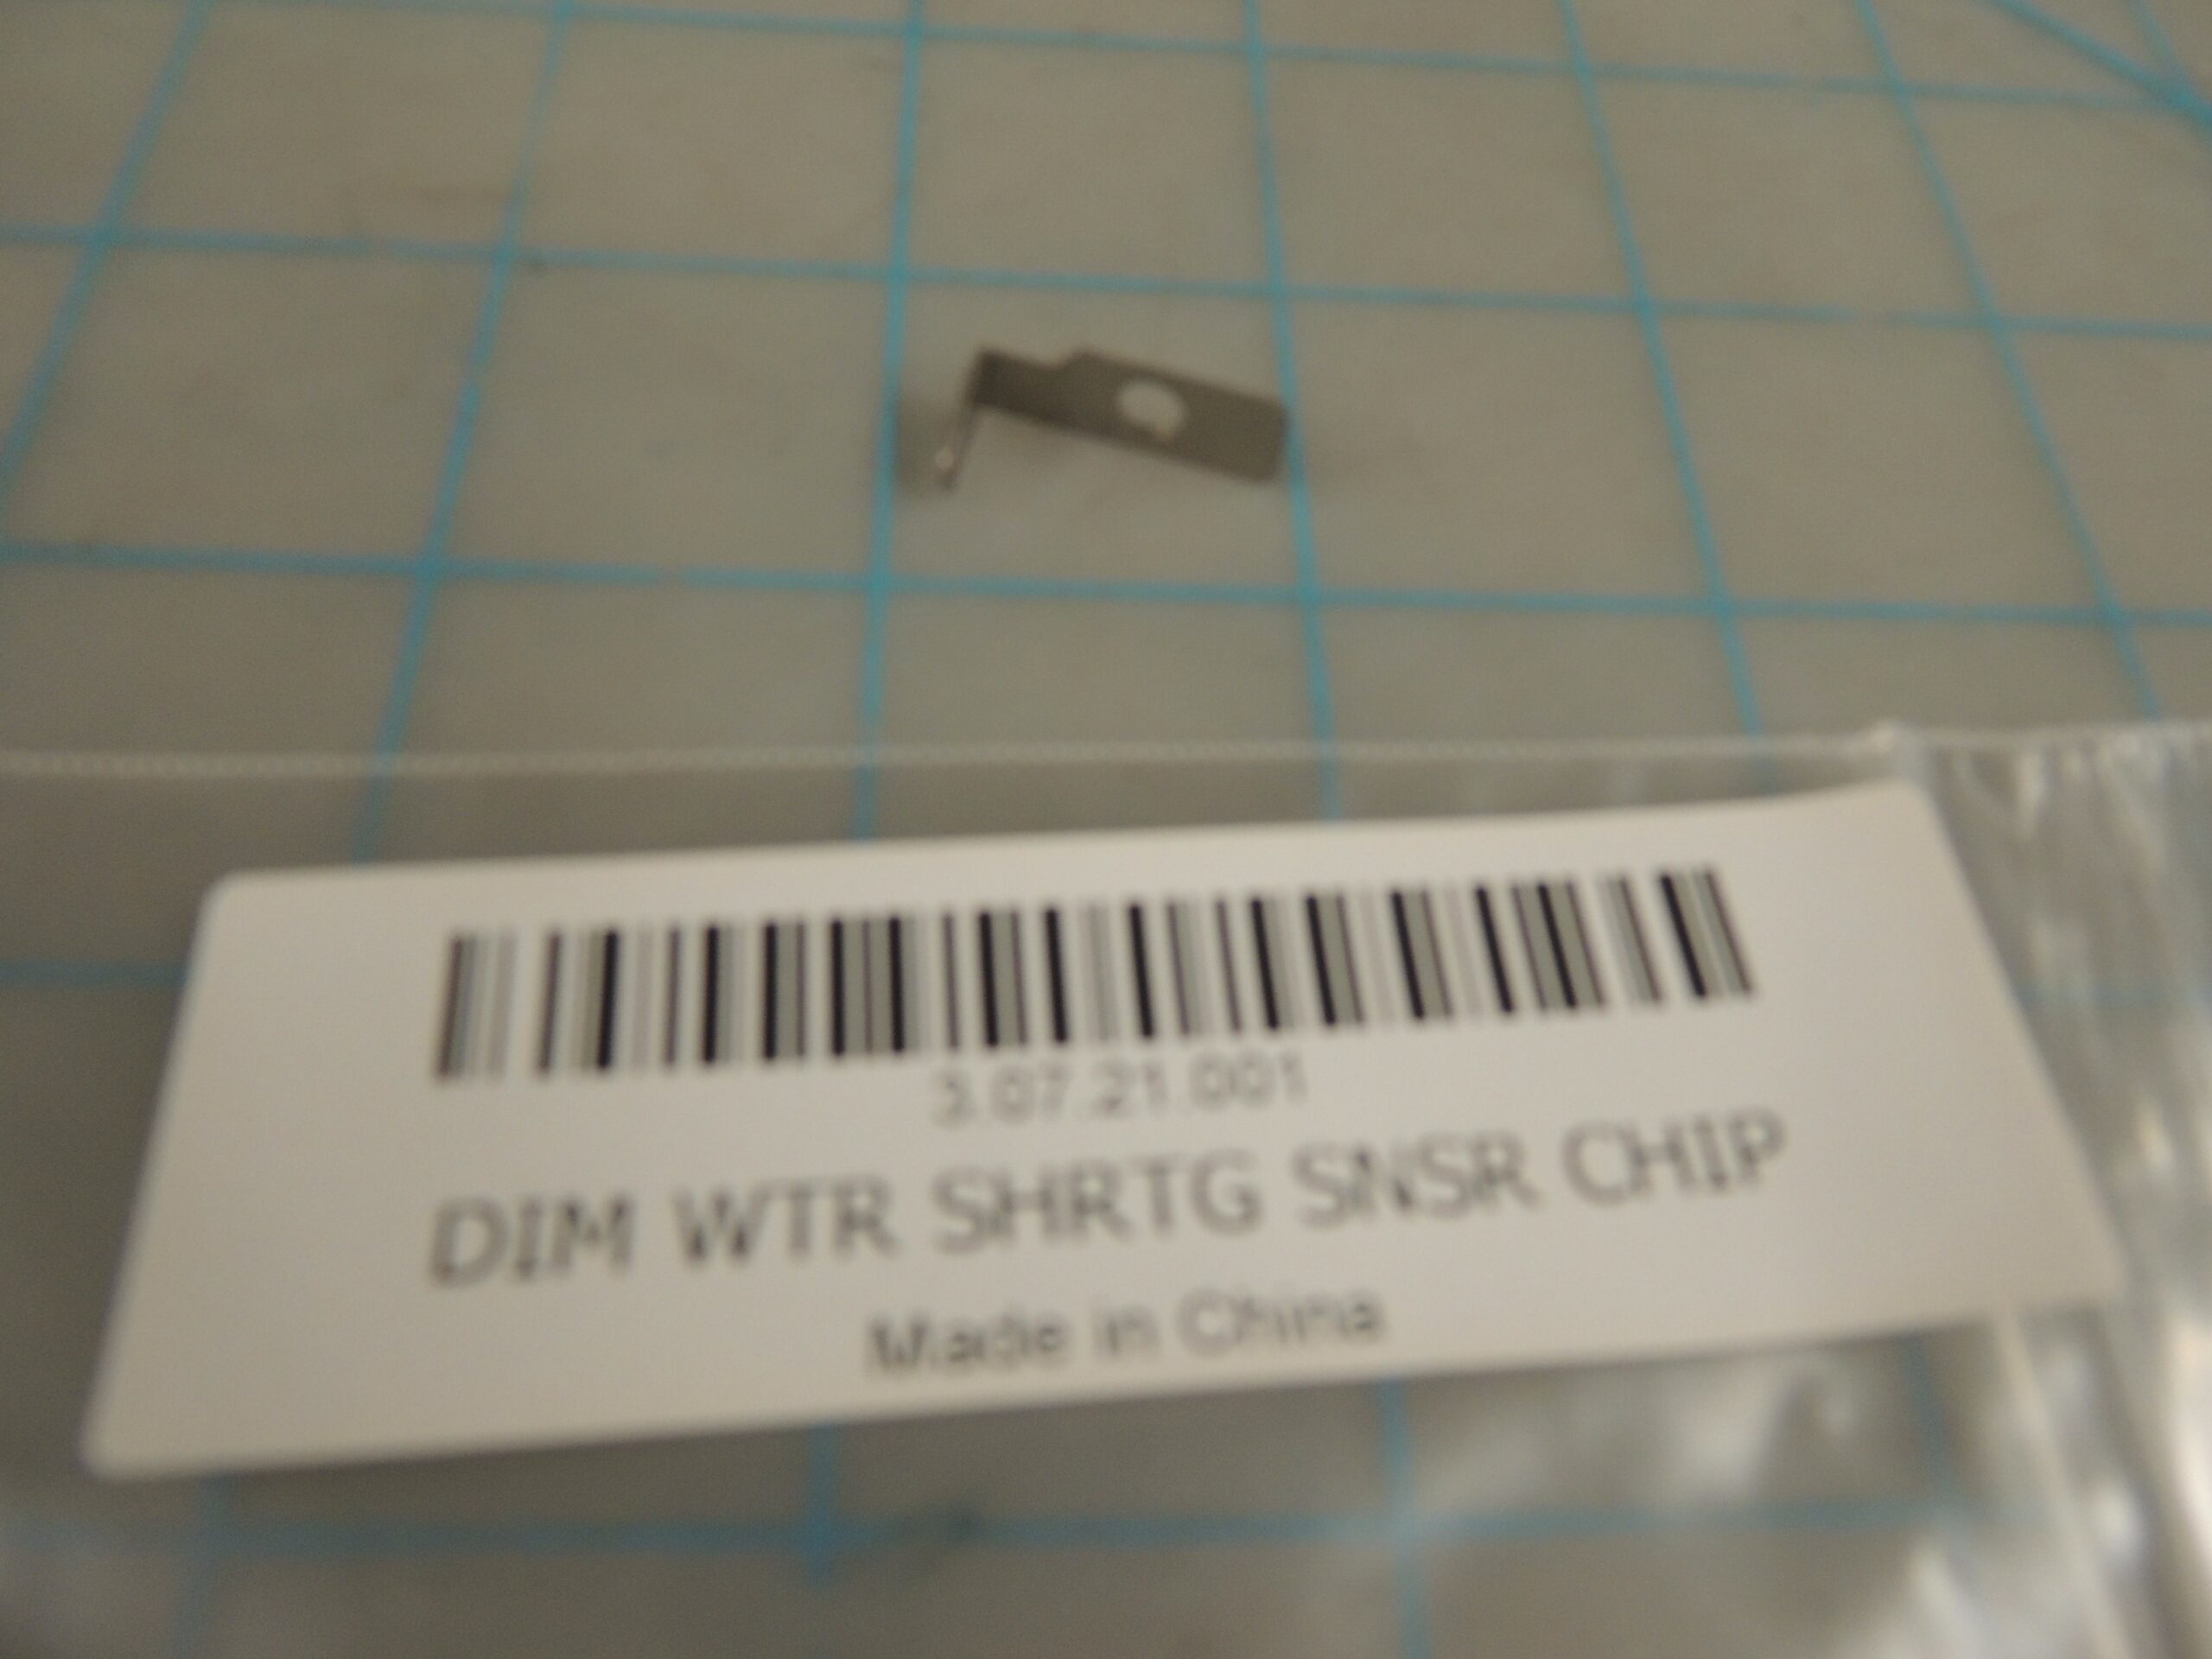 3.07.21.001
DIM WTR SHRTG SNSR CHIP
Made in China